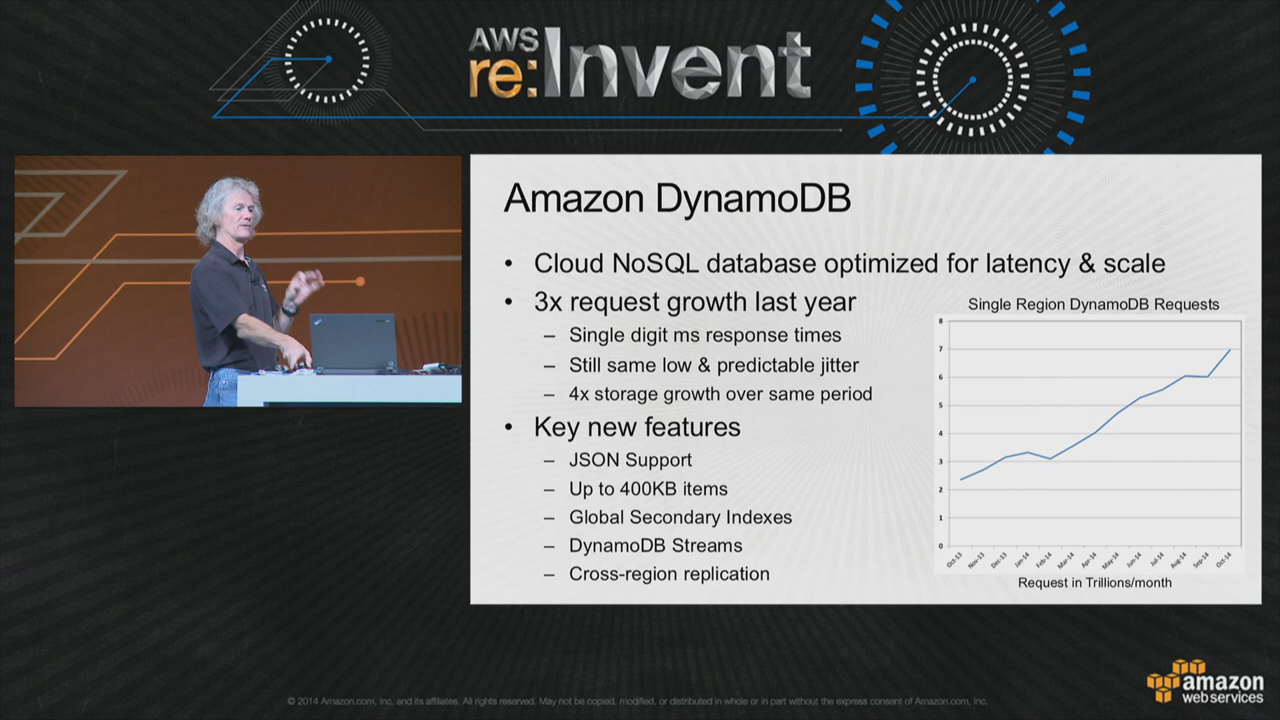 AWS
re:Invent
Amazon DynamoDB
• Cloud NoSQL database optimized for latency & scale
• 3x request growth last year
– Single digit ms response times
– Still same low & predictable jitter
– 4x storage growth over same period
• Key new features
– JSON Support
– Up to 400KB items
– Global Secondary Indexes
– DynamoDB Streams
– Cross-region replication
Single Region DynamoDB Requests
8
7
6
5
4
3
2
1
0
Oct-13 Nov-13 Dec-13 Jan-14 Feb-14 Mar-14 Apr-14 May-14 Jun-14 Jul-14 Aug-14 Sep-14 Oct-14
Request in Trillions/month
amazon
web services
© 2014 Amazon.com, Inc. and its affiliates. All rights reserved. May not be copied, modified, or distributed in whole or in part without the express consent of Amazon.com, Inc.